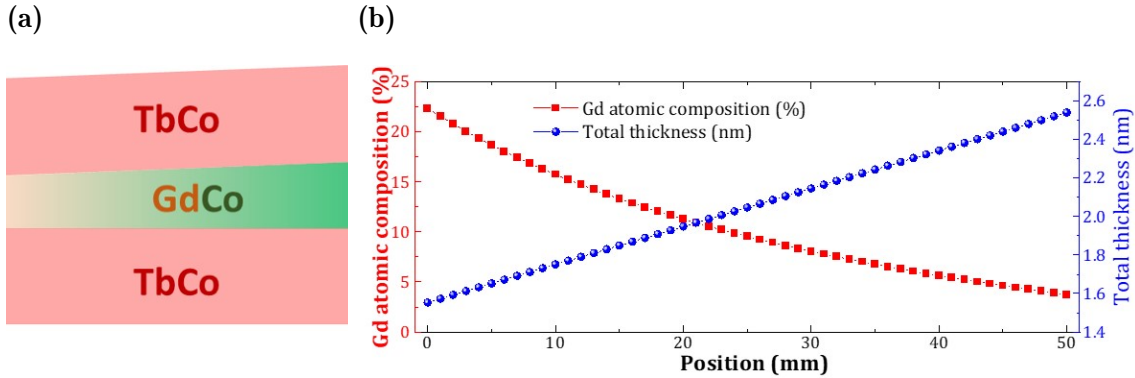 (a)
(b)
TbCo
GdCo
TbCo
Gd atomic composition (%)
25
20
15
10
5
0
Gd atomic composition (%)
Total thickness (nm)
2.6
2.4
2.2
2.0
1.8
1.6
1.4
Total thickness (nm)
0
10
20
30
40
50
Position (mm)